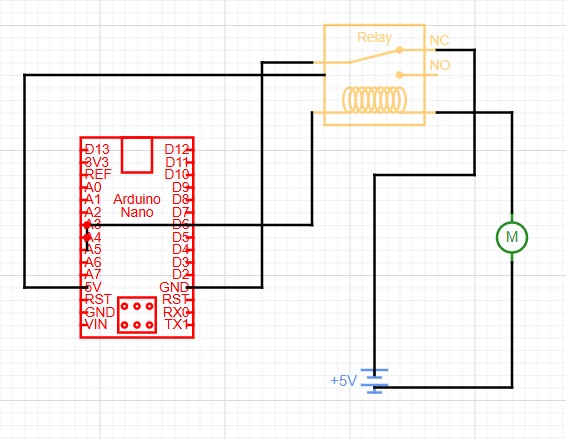 Relay
NC
NO
D13
3V3
REF
A0
A1
A2
A3
A4
A5
A6
A7
5V
RST
GND
VIN
Arduino
Nano
D12
D11
D10
D9
D8
D7
D6
D5
D4
D3
D2
GND
RST
RX0
TX1
M
+5V